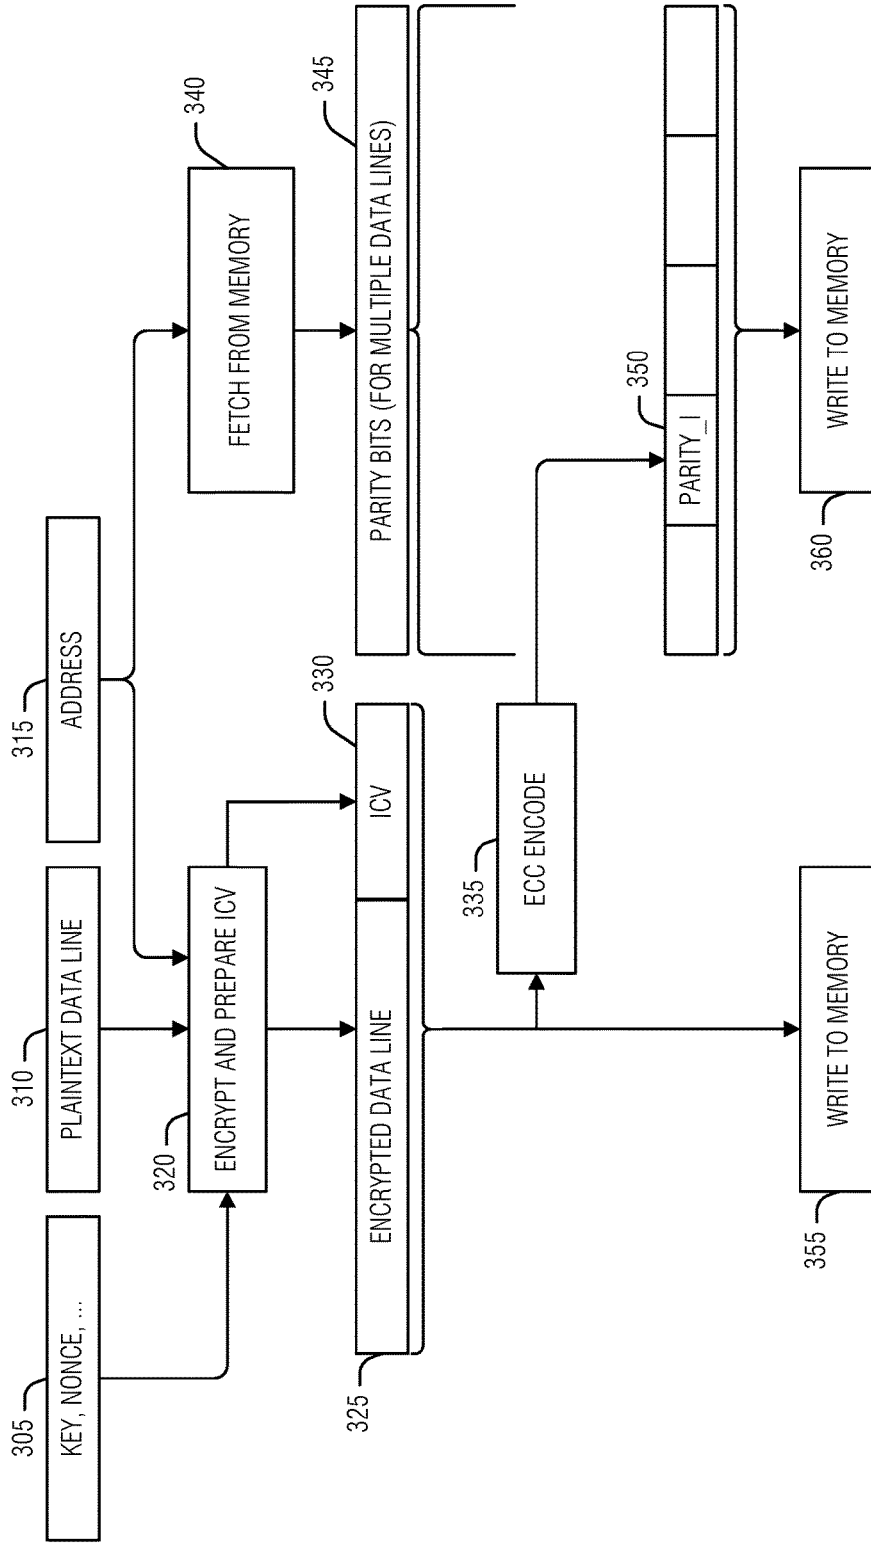 305
KEY, NONCE, ...
310
PLAINTEXT DATA LINE
315
ADDRESS
320
ENCRYPT AND PREPARE ICV
340
FETCH FROM MEMORY
325
ENCRYPTED DATA LINE
ICV
330
PARITY BITS (FOR MULTIPLE DATA LINES)
345
335
ECC ENCODE
PARITY_I
350
355
WRITE TO MEMORY
360
WRITE TO MEMORY